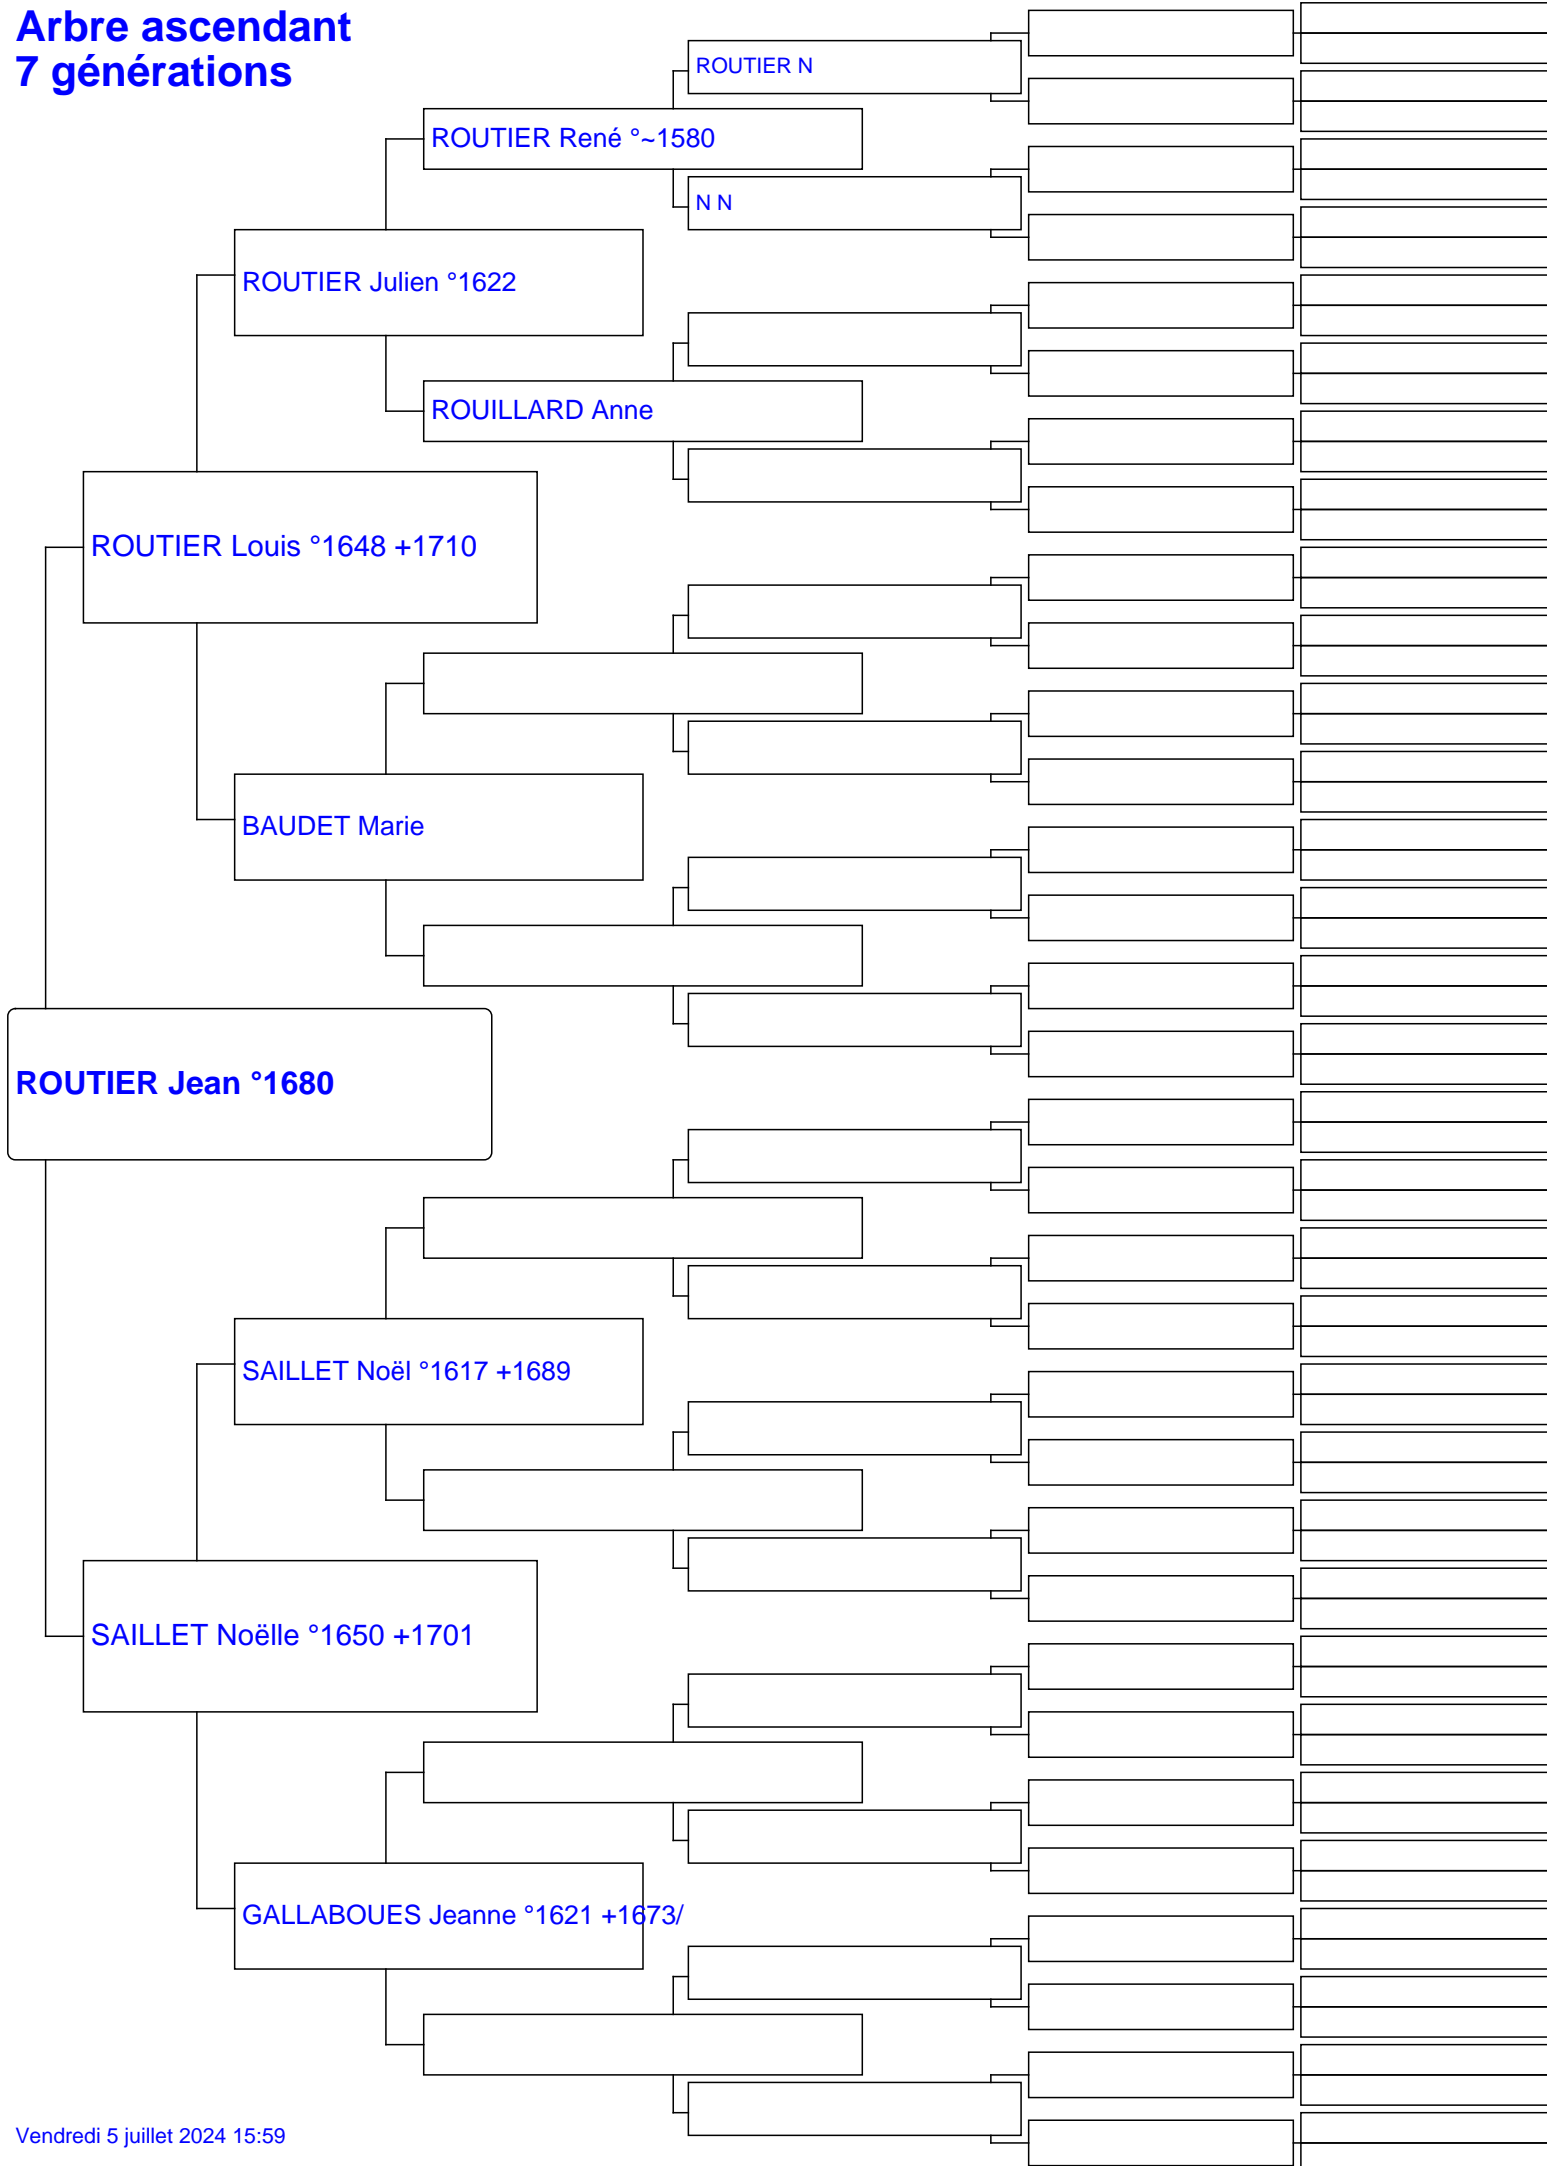 Arbre ascendant
7 générations
ROUTIER N
ROUTIER René °~1580
N N
ROUTIER Julien °1622
ROUILLARD Anne
ROUTIER Louis °1648 +1710
BAUDET Marie
ROUTIER Jean °1680
SAILLET Noël °1617 +1689
SAILLET Noëlle °1650 +1701
GALLABOUES Jeanne °1621 +1673/
Vendredi 5 juillet 2024 15:59